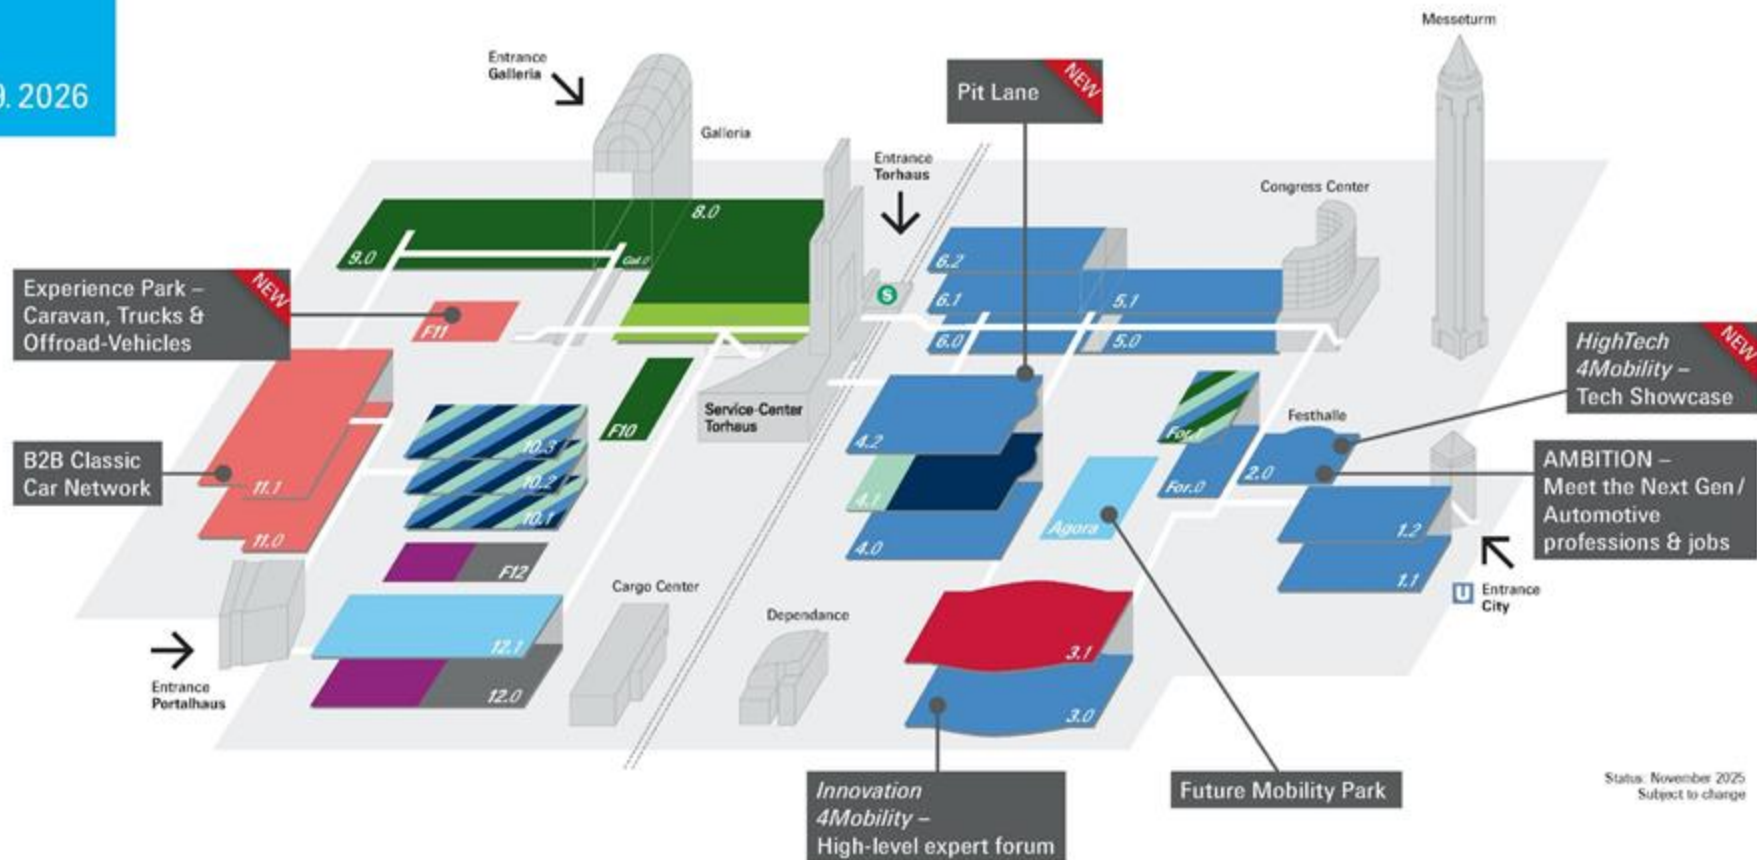 9. 2026
Messeturm
Entrance
Galleria
Galleria
Pit Lane
NEW
Entrance
Torhaus
Congress Center
8.0
9.0
Gal.0
6.2
6.1
5.1
6.0
5.0
S
Experience Park –
Caravan, Trucks &
Offroad-Vehicles
NEW
F11
HighTech
4Mobility –
Tech Showcase
NEW
Service-Center
Torhaus
F10
Festhalle
For.1
4.2
10.3
B2B Classic
Car Network
11.1
10.2
2.0
AMBITION –
Meet the Next Gen /
Automotive
professions & jobs
4.1
For.0
10.1
Agora
1.2
11.0
4.0
F12
1.1
Cargo Center
U
Entrance
City
Dependance
12.1
3.1
Entrance
Portalhaus
12.0
3.0
Innovation
4Mobility –
High-level expert forum
Future Mobility Park
Status: November 2025
Subject to change